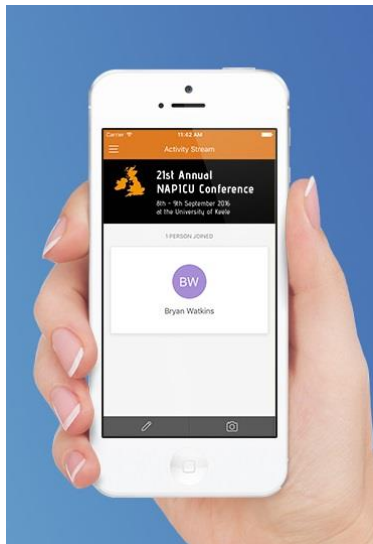 Carrier
11:42 AM
Activity Stream
21st Annual
NAPICU Conference
8th - 9th September 2016
at the University of Keele
1 PERSON JOINED
BW
Bryan Watkins